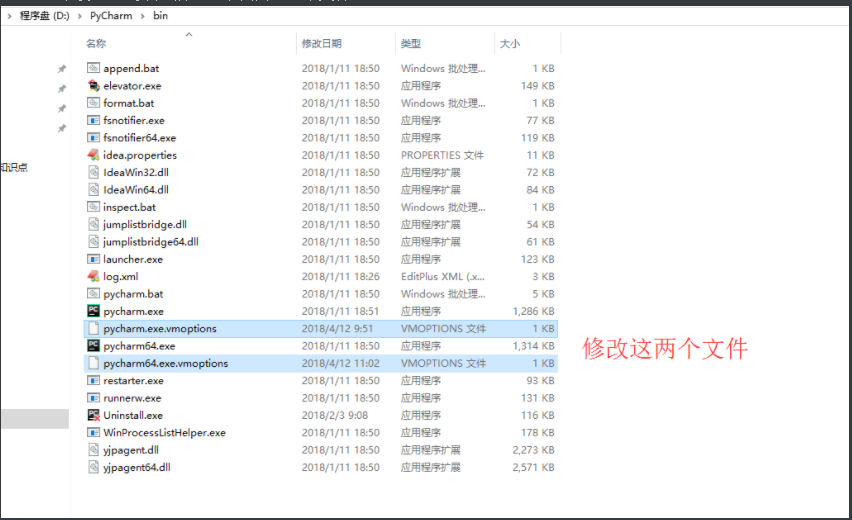 程序盘 (D:) > PyCharm > bin
名称 修改日期 类型 大小
append.bat 2018/1/11 18:50 Windows 批处理... 1 KB
elevator.exe 2018/1/11 18:50 应用程序 149 KB
format.bat 2018/1/11 18:50 Windows 批处理... 1 KB
fsnotifier.exe 2018/1/11 18:50 应用程序 77 KB
fsnotifier64.exe 2018/1/11 18:50 应用程序 119 KB
idea.properties 2018/1/11 18:50 PROPERTIES 文件 11 KB
知识点
IdeaWin32.dll 2018/1/11 18:50 应用程序扩展 72 KB
IdeaWin64.dll 2018/1/11 18:50 应用程序扩展 84 KB
inspect.bat 2018/1/11 18:50 Windows 批处理... 1 KB
jumplistbridge.dll 2018/1/11 18:50 应用程序扩展 54 KB
jumplistbridge64.dll 2018/1/11 18:50 应用程序扩展 61 KB
launcher.exe 2018/1/11 18:50 应用程序 123 KB
log.xml 2018/1/11 18:26 EditPlus XML (.x... 3 KB
pycharm.bat 2018/1/11 18:50 Windows 批处理... 5 KB
pycharm.exe 2018/1/11 18:51 应用程序 1,286 KB
pycharm.exe.vmoptions 2018/4/12 9:51 VMOPTIONS 文件 1 KB
pycharm64.exe 2018/1/11 18:50 应用程序 1,314 KB
修改这两个文件
pycharm64.exe.vmoptions 2018/4/12 11:02 VMOPTIONS 文件 1 KB
restarter.exe 2018/1/11 18:50 应用程序 93 KB
runnerw.exe 2018/1/11 18:50 应用程序 131 KB
Uninstall.exe 2018/2/3 9:08 应用程序 116 KB
WinProcessListHelper.exe 2018/1/11 18:50 应用程序 178 KB
yjpagent.dll 2018/1/11 18:50 应用程序扩展 2,273 KB
yjpagent64.dll 2018/1/11 18:50 应用程序扩展 2,571 KB